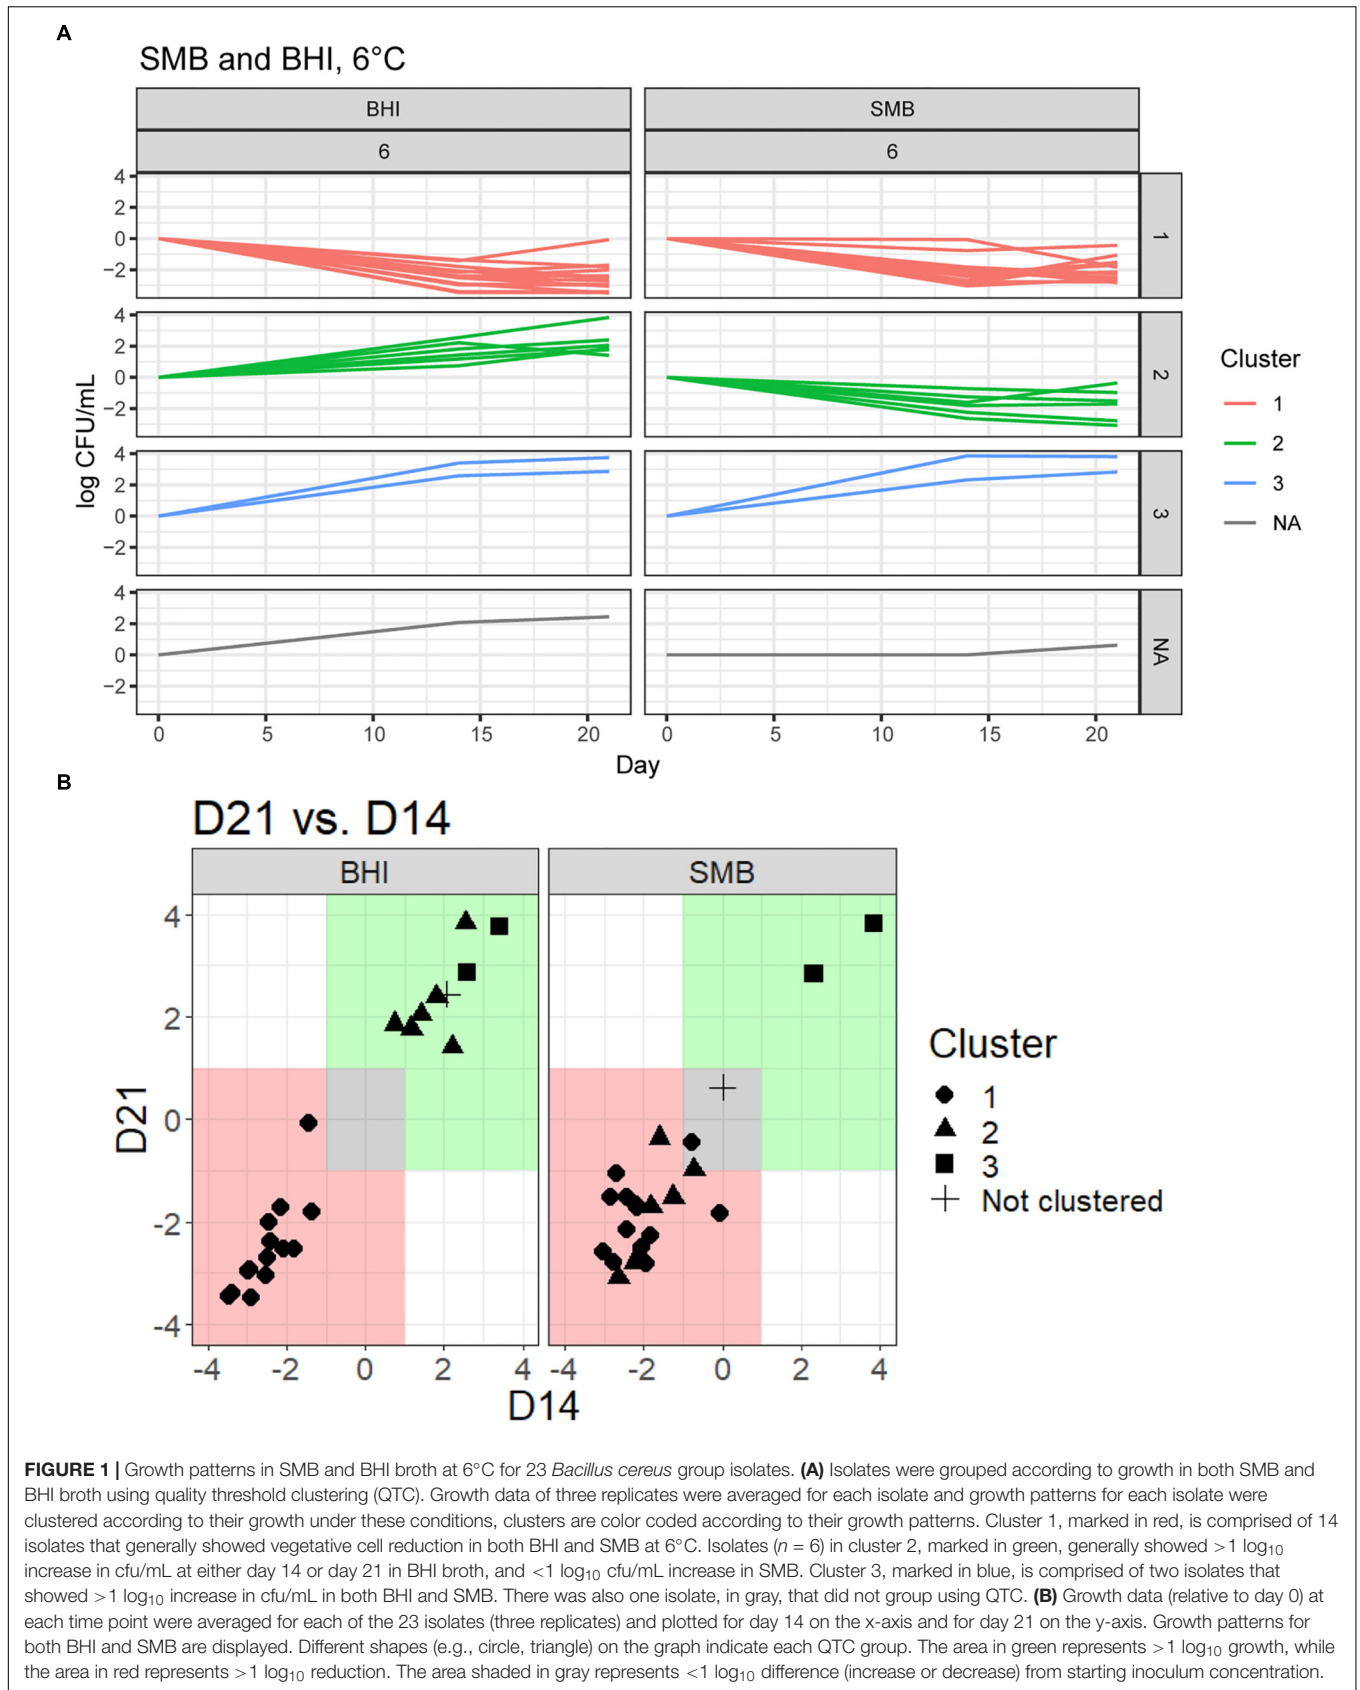 A
SMB and BHI, 6°C
BHI
SMB
6
6
4
2
0
−2
1
4
2
0
−2
2
4
2
0
−2
3
4
2
0
−2
NA
log CFU/mL
0
5
10
15
20
0
5
10
15
20
Day
Cluster
1
2
3
NA
B
D21 vs. D14
BHI
SMB
4
2
0
-2
-4
D21
-4
-2
0
2
4
-4
-2
0
2
4
D14
Cluster
1
2
3
Not clustered
FIGURE 1 | Growth patterns in SMB and BHI broth at 6°C for 23 Bacillus cereus group isolates. (A) Isolates were grouped according to growth in both SMB and
BHI broth using quality threshold clustering (QTC). Growth data of three replicates were averaged for each isolate and growth patterns for each isolate were
clustered according to their growth under these conditions, clusters are color coded according to their growth patterns. Cluster 1, marked in red, is comprised of 14
isolates that generally showed vegetative cell reduction in both BHI and SMB at 6°C. Isolates (n = 6) in cluster 2, marked in green, generally showed >1 log10
increase in cfu/mL at either day 14 or day 21 in BHI broth, and <1 log10 cfu/mL increase in SMB. Cluster 3, marked in blue, is comprised of two isolates that
showed >1 log10 increase in cfu/mL in both BHI and SMB. There was also one isolate, in gray, that did not group using QTC. (B) Growth data (relative to day 0) at
each time point were averaged for each of the 23 isolates (three replicates) and plotted for day 14 on the x-axis and for day 21 on the y-axis. Growth patterns for
both BHI and SMB are displayed. Different shapes (e.g., circle, triangle) on the graph indicate each QTC group. The area in green represents >1 log10 growth, while
the area in red represents >1 log10 reduction. The area shaded in gray represents <1 log10 difference (increase or decrease) from starting inoculum concentration.